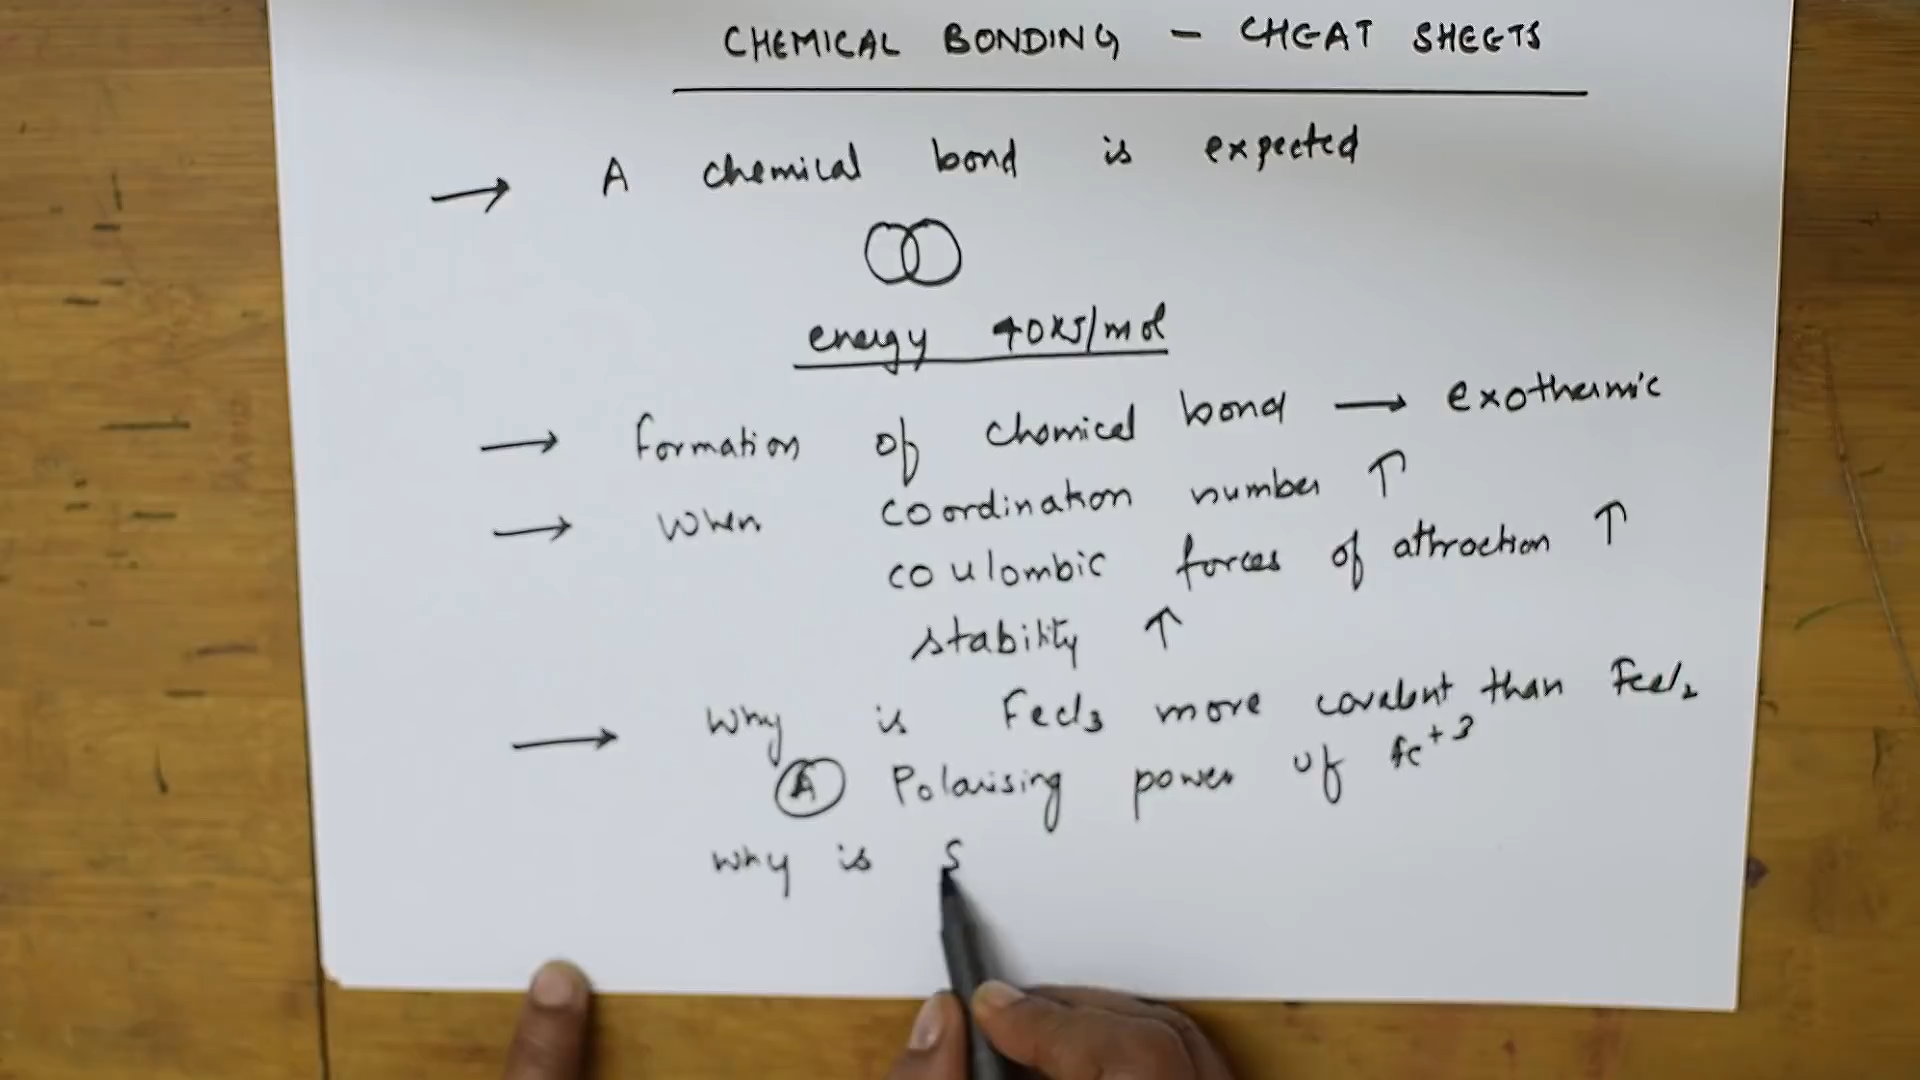 CHEMICAL BONDING - CHEAT SHEETS
→ A chemical bond is expected
energy 40KJ/mol
→ formation of chemical bond → exothermic
→ When coordination number ↑
coulombic forces of attraction ↑
stability ↑
→ Why is FeCl3 more covalent than FeCl2
A Polarising power of Fe+3
Why is S